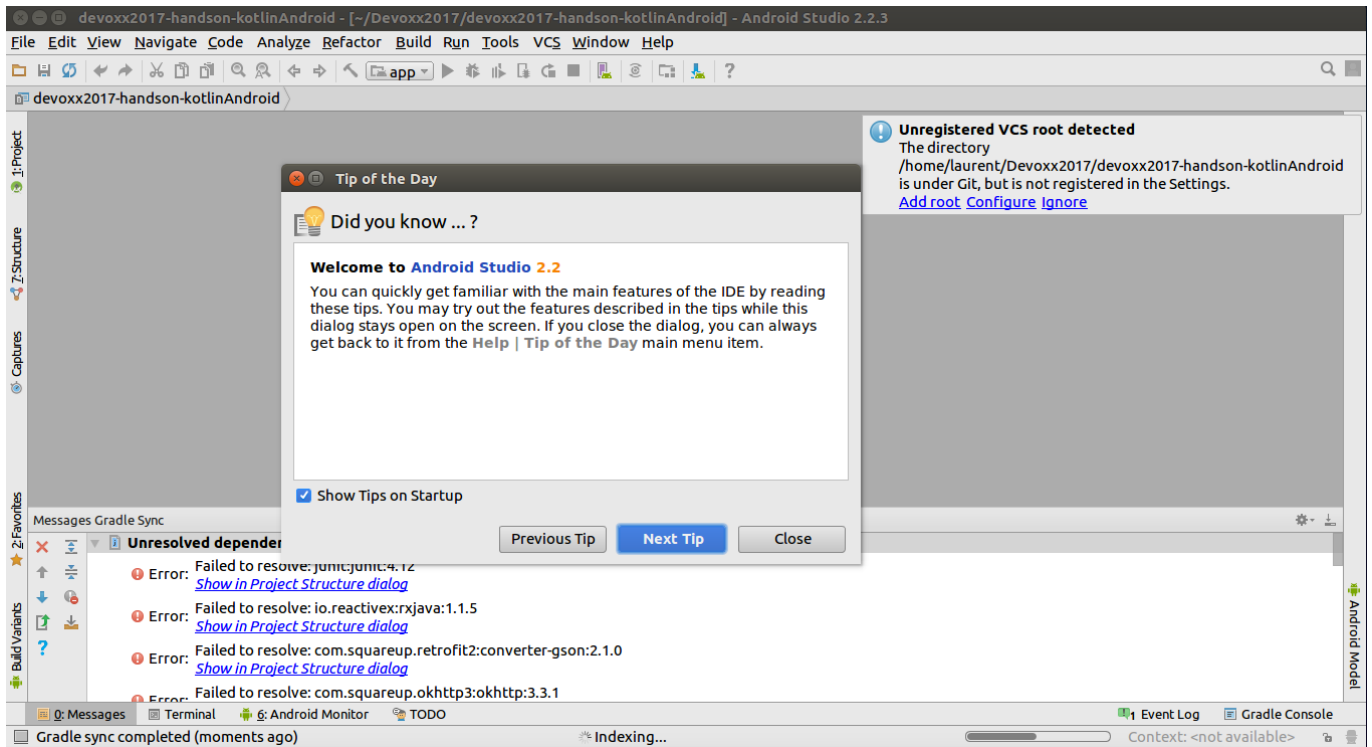 devoxx2017-handson-kotlinAndroid - [~/Devoxx2017/devoxx2017-handson-kotlinAndroid] - Android Studio 2.2.3
File Edit View Navigate Code Analyze Refactor Build Run Tools VCS Window Help
app
?
devoxx2017-handson-kotlinAndroid
1: Project
7: Structure
Captures
2: Favorites
Build Variants
Unregistered VCS root detected
The directory
/home/laurent/Devoxx2017/devoxx2017-handson-kotlinAndroid
is under Git, but is not registered in the Settings.
Add root Configure Ignore
Tip of the Day
Did you know ... ?
Welcome to Android Studio 2.2
You can quickly get familiar with the main features of the IDE by reading
these tips. You may try out the features described in the tips while this
dialog stays open on the screen. If you close the dialog, you can always
get back to it from the Help | Tip of the Day main menu item.
Show Tips on Startup
Previous Tip Next Tip Close
Messages Gradle Sync
Unresolved depender
Error: Failed to resolve: junit:junit:4.12
Show in Project Structure dialog
Error: Failed to resolve: io.reactivex:rxjava:1.1.5
Show in Project Structure dialog
Error: Failed to resolve: com.squareup.retrofit2:converter-gson:2.1.0
Show in Project Structure dialog
Error: Failed to resolve: com.squareup.okhttp3:okhttp:3.3.1
?
Android Model
0: Messages Terminal 6: Android Monitor TODO 1 Event Log Gradle Console
Gradle sync completed (moments ago) Indexing... Context: <not available>